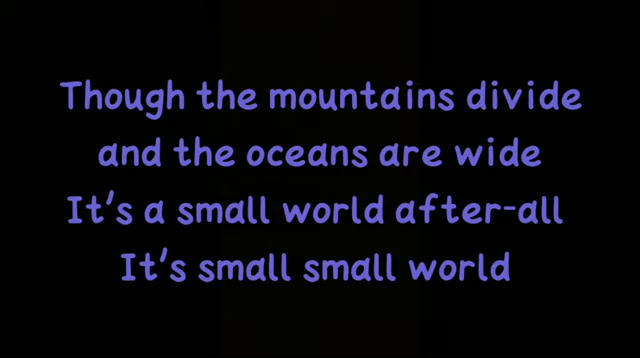 Though the mountains divide
and the oceans are wide
It's a small world after-all
It's small small world